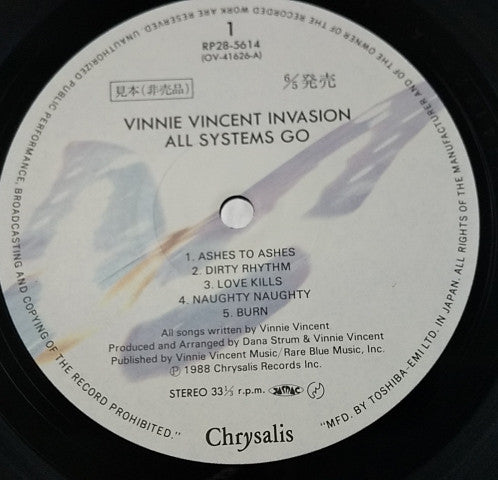 1
RP28-5614
(OV-41626-A)
見本(非売品)
6/5発売
VINNIE VINCENT INVASION
ALL SYSTEMS GO
1. ASHES TO ASHES
2. DIRTY RHYTHM
3. LOVE KILLS
4. NAUGHTY NAUGHTY
5. BURN
All songs written by Vinnie Vincent
Produced and Arranged by Dana Strum & Vinnie Vincent
Published by Vinnie Vincent Music/Rare Blue Music, Inc.
Ⓟ 1988 Chrysalis Records Inc.
STEREO 33⅓ r.p.m.
Chrysalis
"MFD. BY TOSHIBA-EMI LTD. IN JAPAN. ALL RIGHTS OF THE MANUFACTURER AND OF THE OWNER OF THE RECORDED WORK ARE RESERVED. UNAUTHORIZED PUBLIC PERFORMANCE, BROADCASTING AND COPYING OF THE RECORD PROHIBITED."